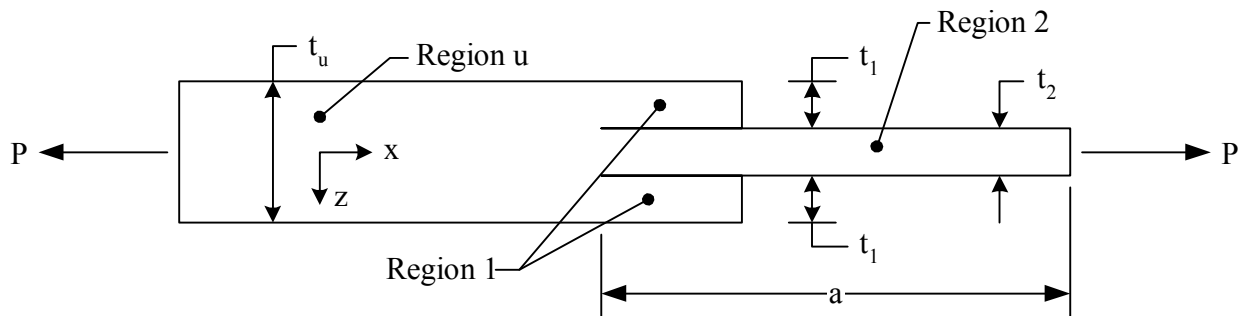 Region 2
t_u
Region u
t_1
t_2
P
x
P
z
t_1
Region 1
a